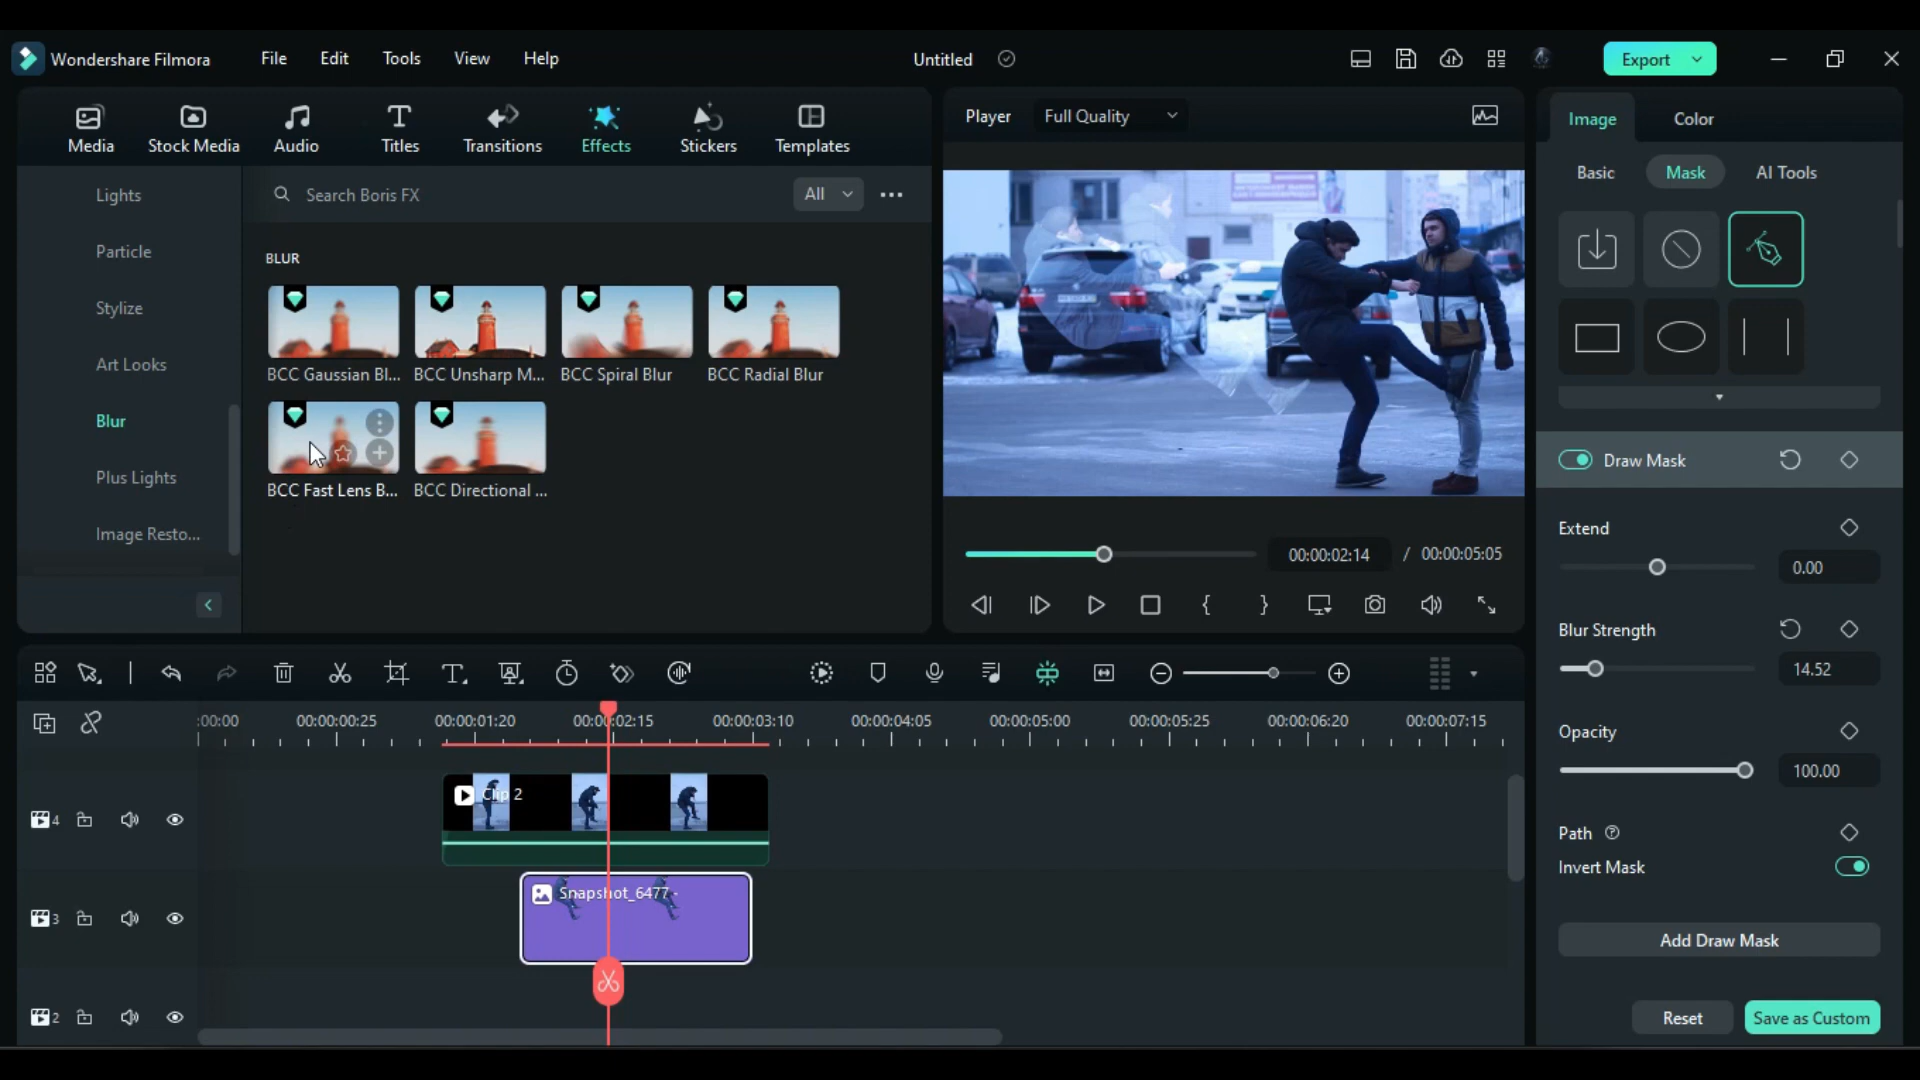 Wondershare Filmora
File Edit Tools View Help
Untitled
Export
Media
Stock Media
Audio
Titles
Transitions
Effects
Stickers
Templates
Player
Full Quality
Image
Color
Basic
Mask
AI Tools
Lights
Particle
Stylize
Art Looks
Blur
Plus Lights
Image Resto...
Search Boris FX
All
BLUR
BCC Gaussian Bl...
BCC Unsharp M...
BCC Spiral Blur
BCC Radial Blur
BCC Fast Lens B...
BCC Directional ...
00:00:02:14 / 00:00:05:05
Draw Mask
Extend
0.00
Blur Strength
14.52
Opacity
100.00
Path
Invert Mask
Add Draw Mask
Reset
Save as Custom
:00:00 00:00:00:25 00:00:01:20 00:00:02:15 00:00:03:10 00:00:04:05 00:00:05:00 00:00:05:25 00:00:06:20 00:00:07:15
4
Clip 2
3
Snapshot_6477 -
2